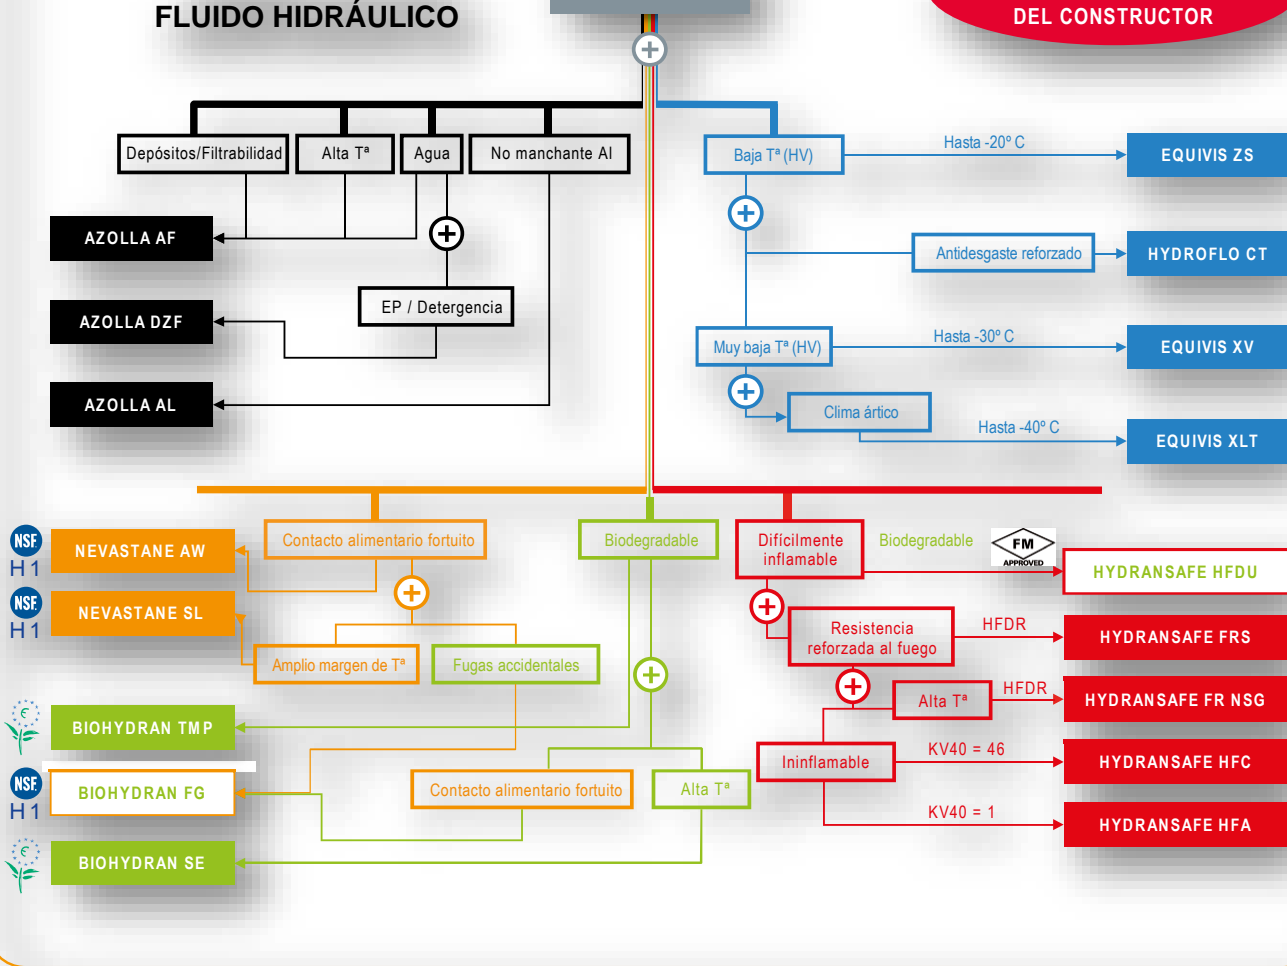 FLUIDO HIDRÁULICO
DEL CONSTRUCTOR
Depósitos/Filtrabilidad
Alta Tª
Agua
No manchante Al
AZOLLA AF
EP / Detergencia
AZOLLA DZF
AZOLLA AL
Baja Tª (HV)
Hasta -20º C
EQUIVIS ZS
Antidesgaste reforzado
HYDROFLO CT
Muy baja Tª (HV)
Hasta -30º C
EQUIVIS XV
Clima ártico
Hasta -40º C
EQUIVIS XLT
NSF.
H1
NEVASTANE AW
Contacto alimentario fortuito
NSF.
H1
NEVASTANE SL
Amplio margen de Tª
Fugas accidentales
Biodegradable
BIOHYDRAN TMP
NSF.
H1
BIOHYDRAN FG
Contacto alimentario fortuito
Alta Tª
BIOHYDRAN SE
Difícilmente
inflamable
Biodegradable
FM
APPROVED
HYDRANSAFE HFDU
Resistencia
reforzada al fuego
HFDR
HYDRANSAFE FRS
Alta Tª
HFDR
HYDRANSAFE FR NSG
Ininflamable
KV40 = 46
HYDRANSAFE HFC
KV40 = 1
HYDRANSAFE HFA